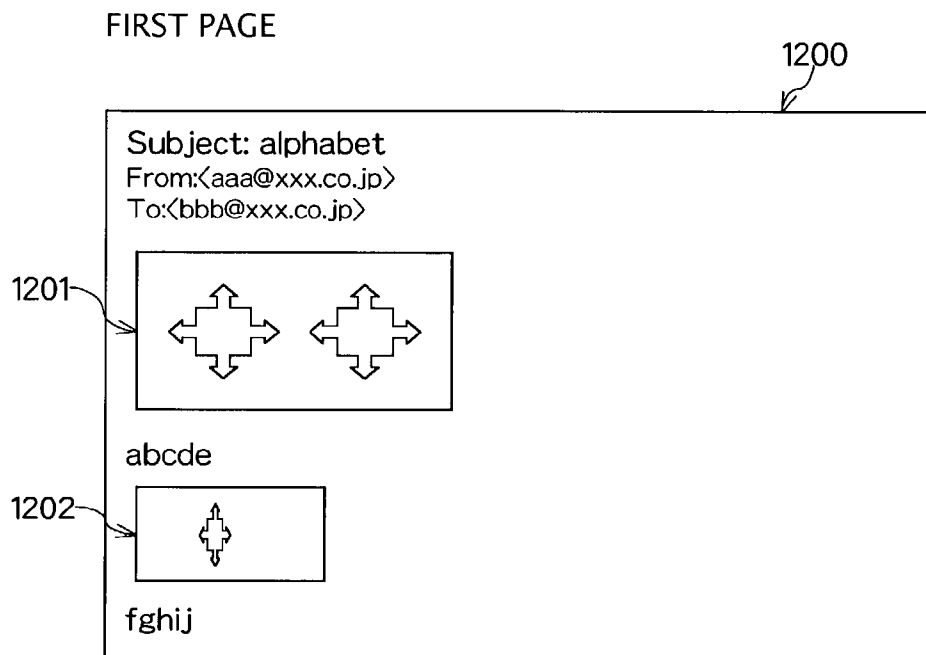 FIRST PAGE
1200
Subject: alphabet
From:<aaa@xxx.co.jp>
To:<bbb@xxx.co.jp>
1201
abcde
1202
fghij